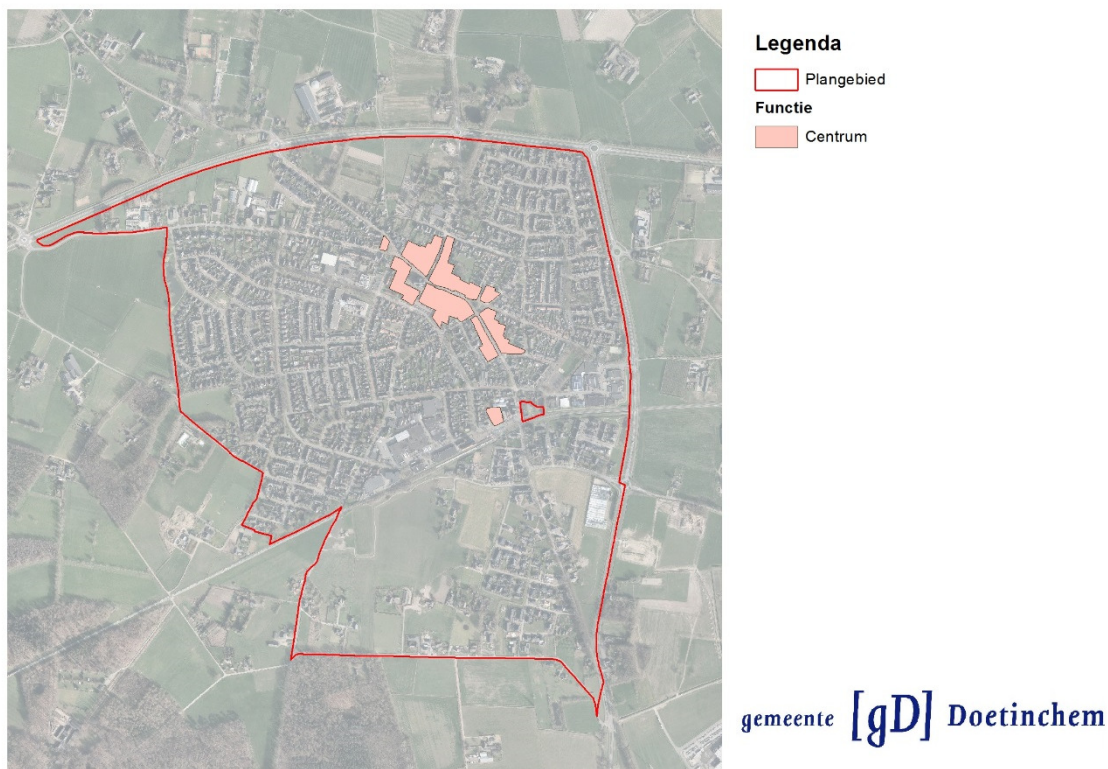 Legenda
Plangebied
Functie
Centrum
gemeente [gD] Doetinchem